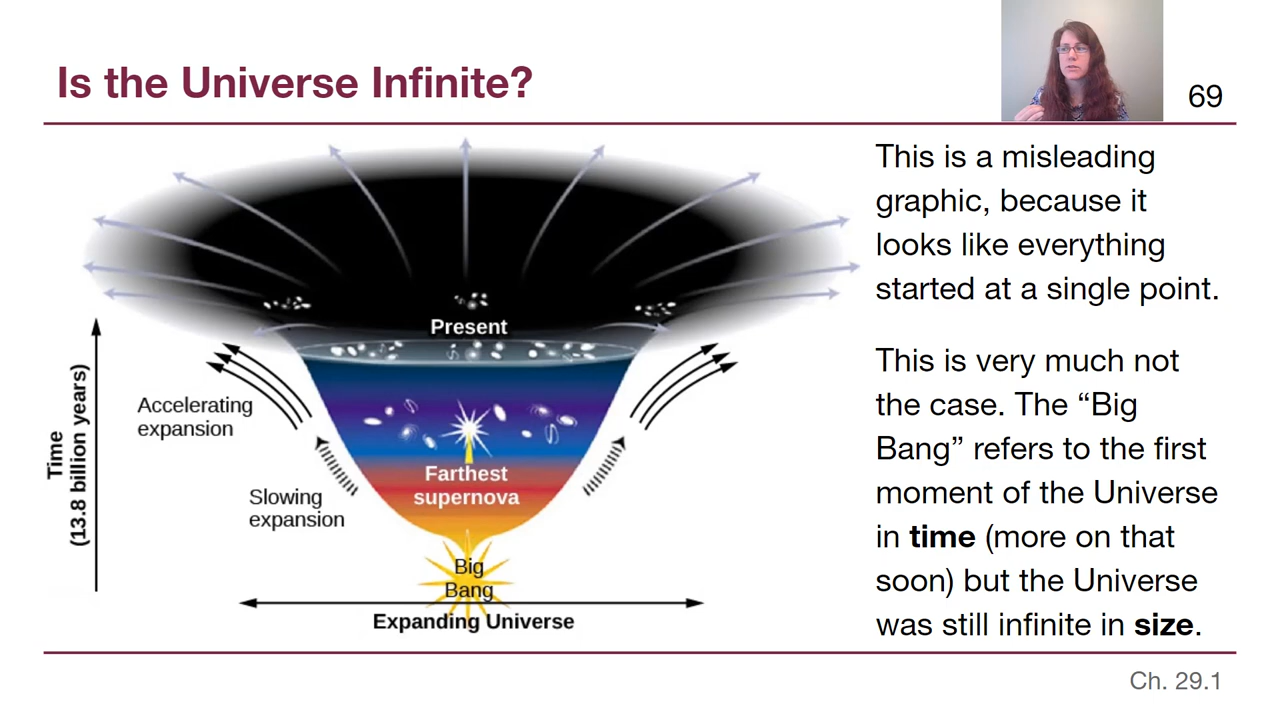 Is the Universe Infinite?
69
This is a misleading
graphic, because it
looks like everything
started at a single point.
This is very much not
the case. The “Big
Bang” refers to the first
moment of the Universe
in time (more on that
soon) but the Universe
was still infinite in size.
Present
Time
(13.8 billion years)
Accelerating
expansion
Slowing
expansion
Farthest
supernova
Big
Bang
Expanding Universe
Ch. 29.1